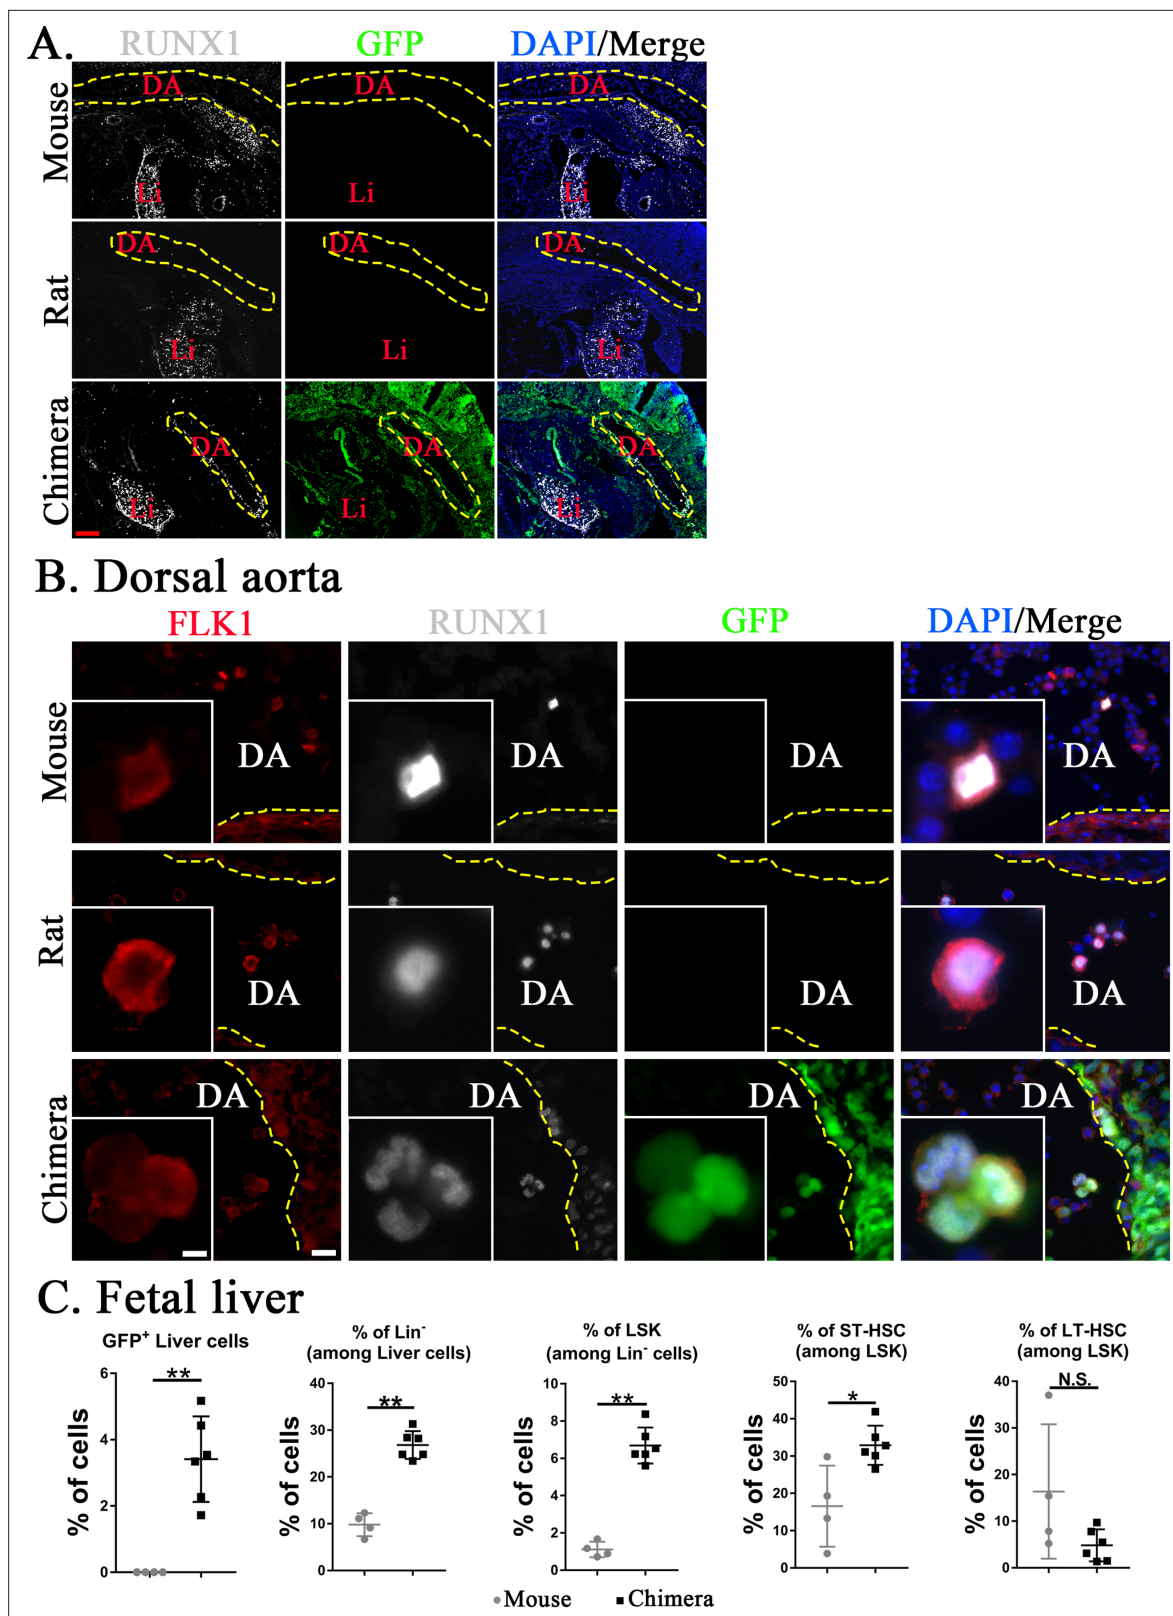 A.
RUNX1 GFP DAPI/Merge
Mouse
DA DA DA
Li Li Li
Rat
DA DA DA
Li Li Li
Chimera
DA DA DA
Li Li Li
B. Dorsal aorta
FLK1 RUNX1 GFP DAPI/Merge
Mouse
DA DA DA DA
Rat
DA DA DA DA
Chimera
DA DA DA DA
C. Fetal liver
GFP+ Liver cells
% of cells
6
4
2
0
**
% of Lin-
(among Liver cells)
% of cells
40
30
20
10
0
**
% of LSK
(among Lin- cells)
% of cells
10
8
6
4
2
0
**
% of ST-HSC
(among LSK)
% of cells
50
40
30
20
10
0
*
% of LT-HSC
(among LSK)
% of cells
40
30
20
10
0
N.S.
Mouse Chimera